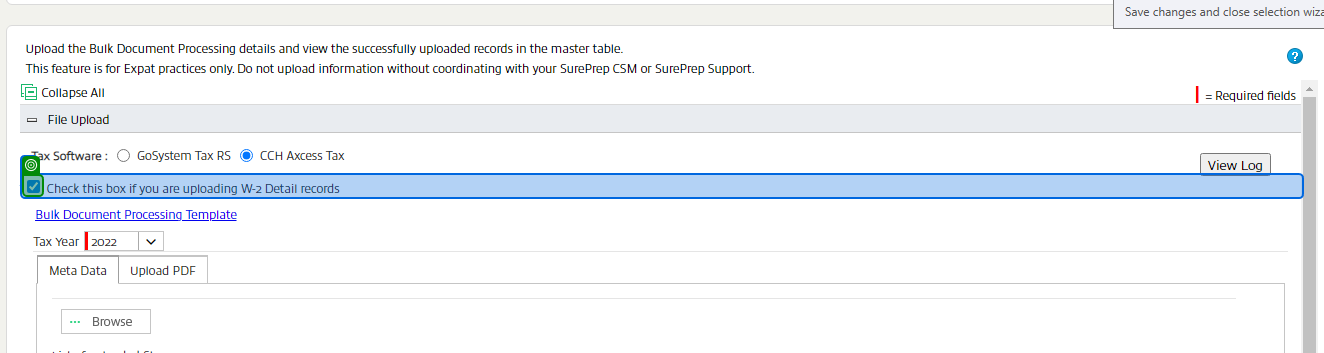 Save changes and close selection
Upload the Bulk Document Processing details and view the successfully uploaded records in the master table.
This feature is for Expat practices only. Do not upload information without coordinating with your SurePrep CSM or SurePrep Support.
?
Collapse All
= Required fields
File Upload
Tax Software : GoSystem Tax RS CCH Axcess Tax
View Log
Check this box if you are uploading W-2 Detail records
Bulk Document Processing Template
Tax Year 2022
Meta Data Upload PDF
... Browse